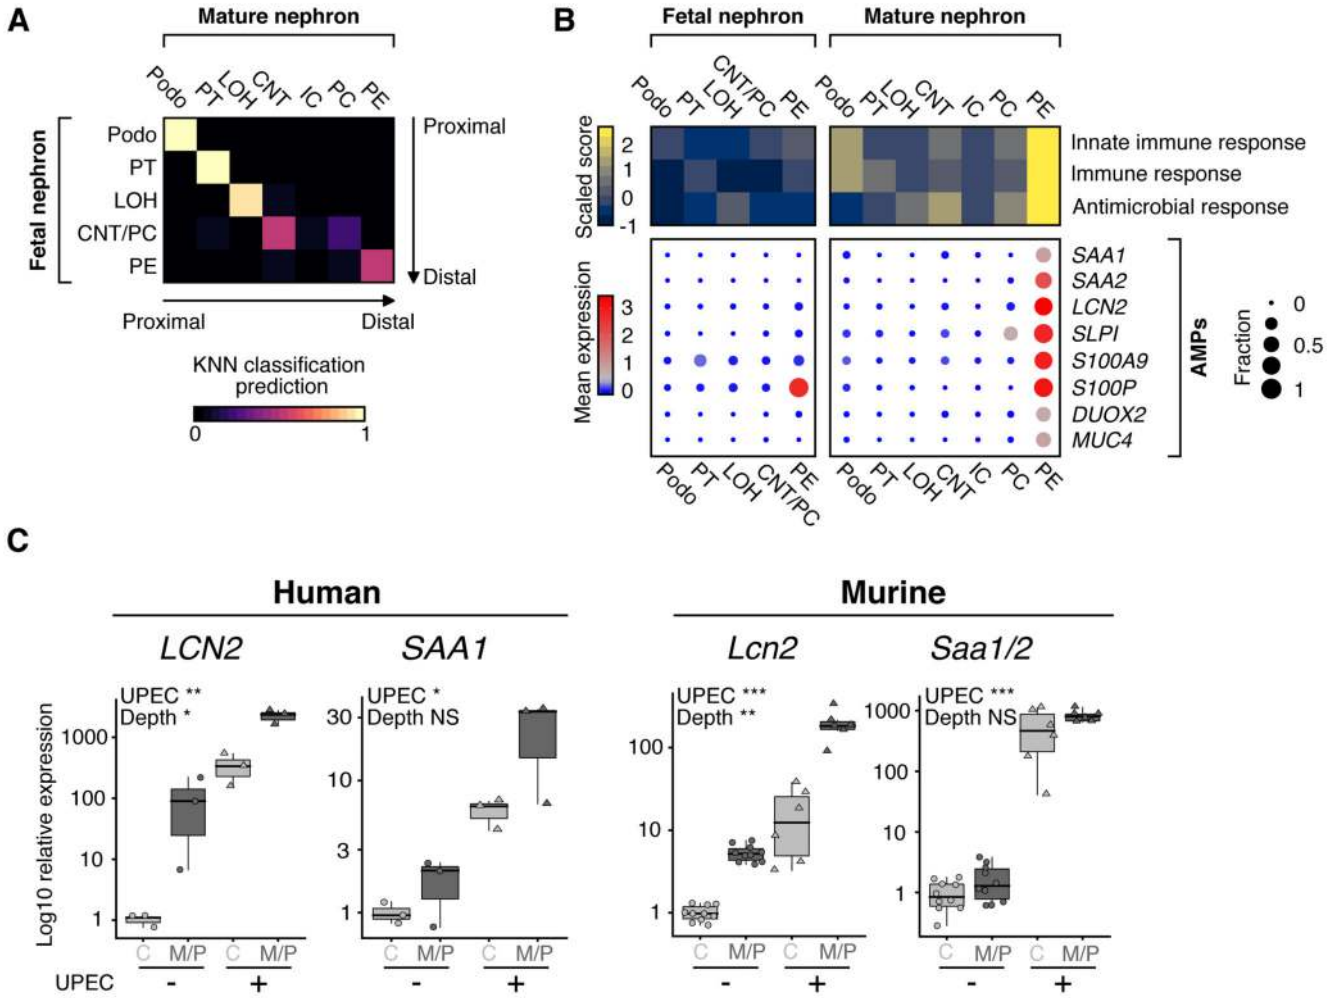 A
Mature nephron
Podo PT LOH CNT IC PC PE
Fetal nephron
Podo
PT
LOH
CNT/PC
PE
Proximal
Distal
Proximal Distal
KNN classification
prediction
0 1
B
Fetal nephron Mature nephron
Podo PT LOH CNT/PC PE Podo PT LOH CNT IC PC PE
Scaled score
2
1
0
-1
Innate immune response
Immune response
Antimicrobial response
Mean expression
3
2
1
0
SAA1
SAA2
LCN2
SLPI
S100A9
S100P
DUOX2
MUC4
AMPs
Fraction
0
0.5
1
Podo PT LOH CNT/PC PE Podo PT LOH CNT IC PC PE
C
Human Murine
LCN2 SAA1 Lcn2 Saa1/2
Log10 relative expression
UPEC **
Depth *
1000
100
10
1
C M/P C M/P
UPEC - +
UPEC *
Depth NS
30
10
3
1
C M/P C M/P
- +
UPEC ***
Depth **
100
10
1
C M/P C M/P
- +
UPEC ***
Depth NS
1000
100
10
1
C M/P C M/P
- +